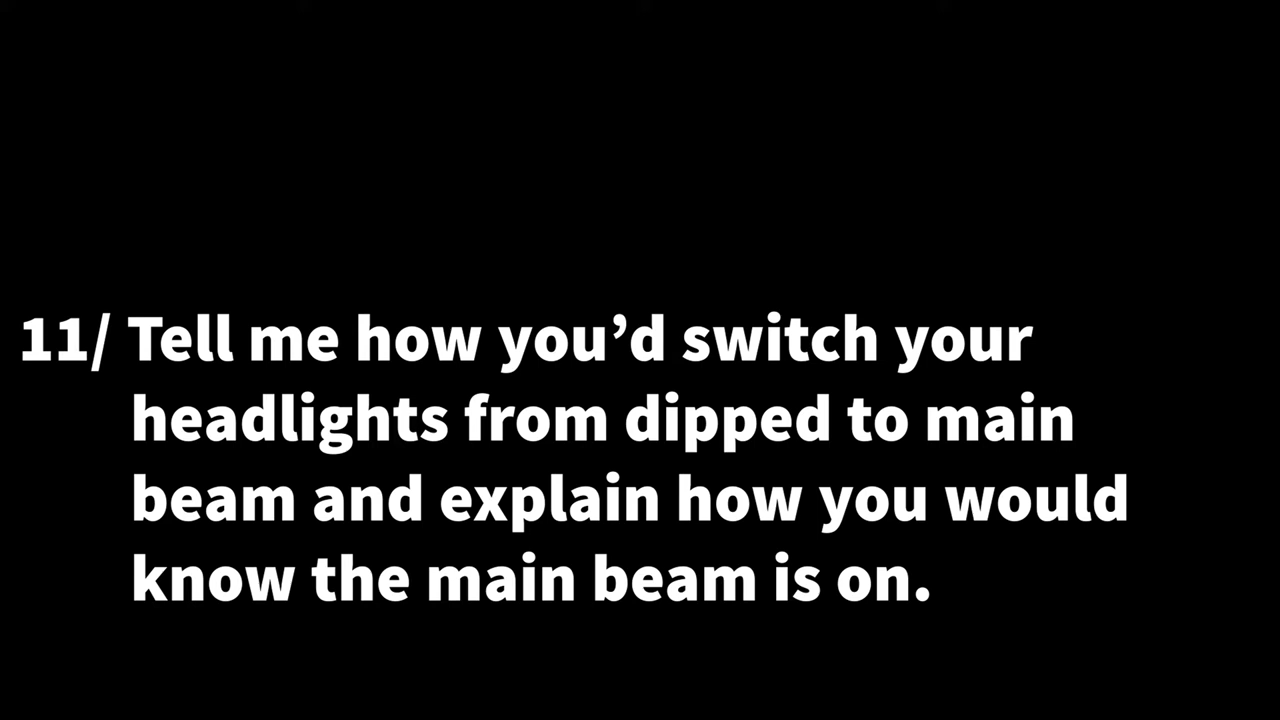 11/ Tell me how you’d switch your
headlights from dipped to main
beam and explain how you would
know the main beam is on.